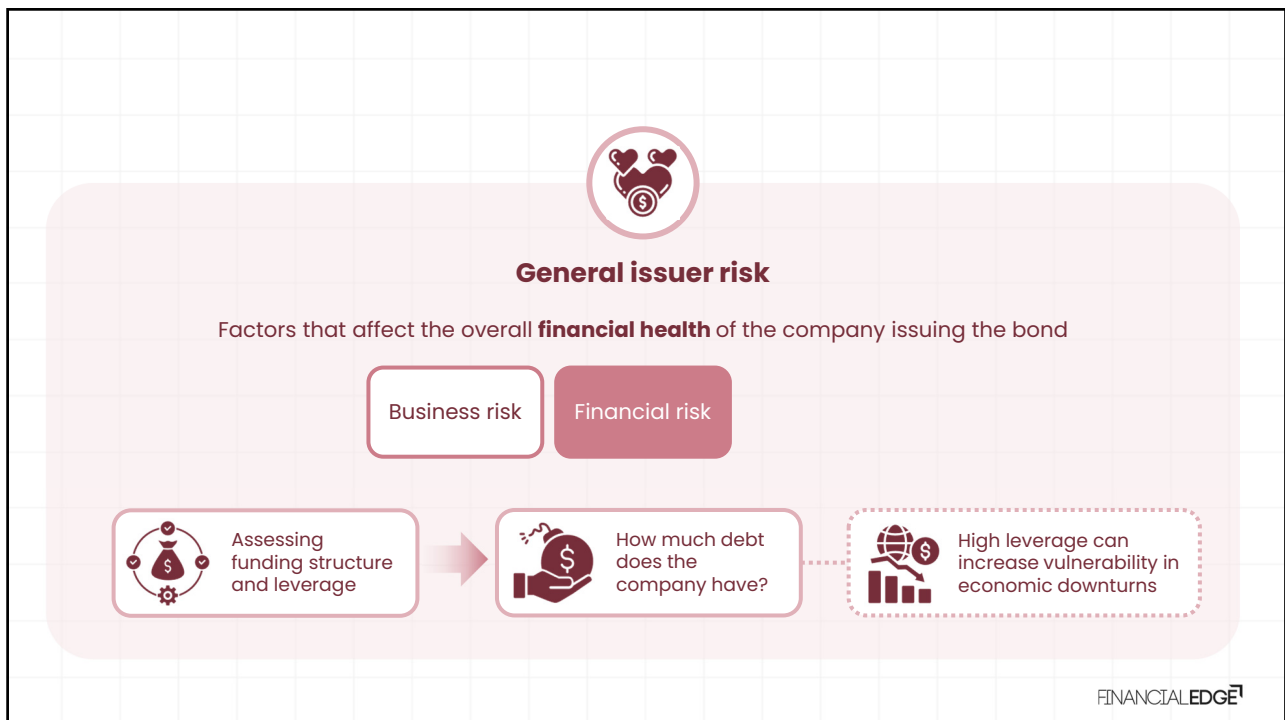 General issuer risk
Factors that affect the overall financial health of the company issuing the bond
Business risk
Financial risk
$
Assessing
funding structure
and leverage
$
How much debt
does the
company have?
$
High leverage can
increase vulnerability in
economic downturns
$
FINANCIALEDGE